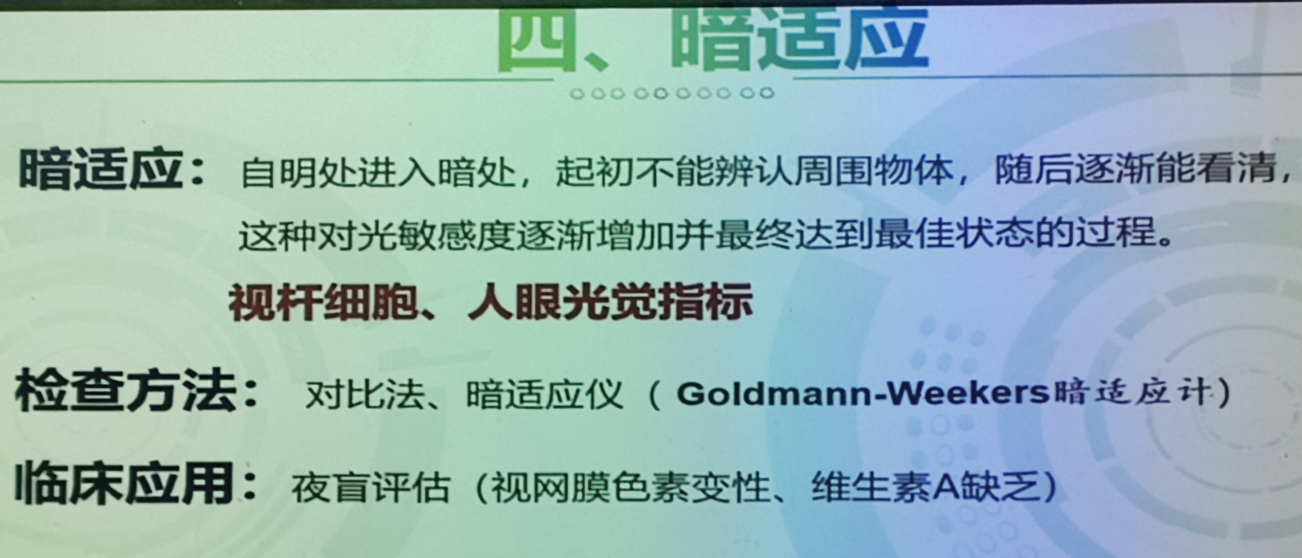 四、暗适应
暗适应：自明处进入暗处，起初不能辨认周围物体，随后逐渐能看清，
这种对光敏感度逐渐增加并最终达到最佳状态的过程。
视杆细胞、人眼光觉指标
检查方法：对比法、暗适应仪（Goldmann-Weekers暗适应计）
临床应用：夜盲评估（视网膜色素变性、维生素A缺乏）